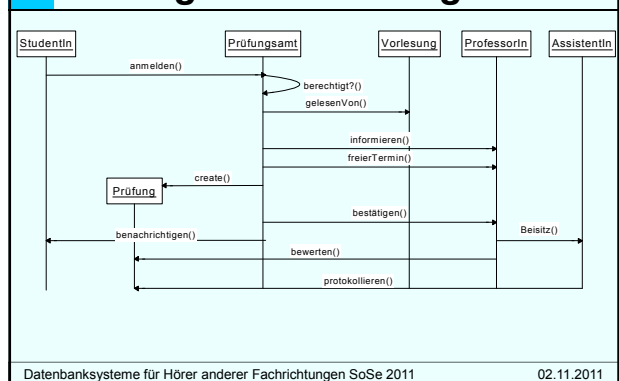 StudentIn
Prüfungsamt
Vorlesung
ProfessorIn
AssistentIn
anmelden()
berechtigt?()
gelesenVon()
informieren()
freierTermin()
create()
Prüfung
bestätigen()
benachrichtigen()
Beisitz()
bewerten()
protokollieren()
Datenbanksysteme für Hörer anderer Fachrichtungen SoSe 2011
02.11.2011